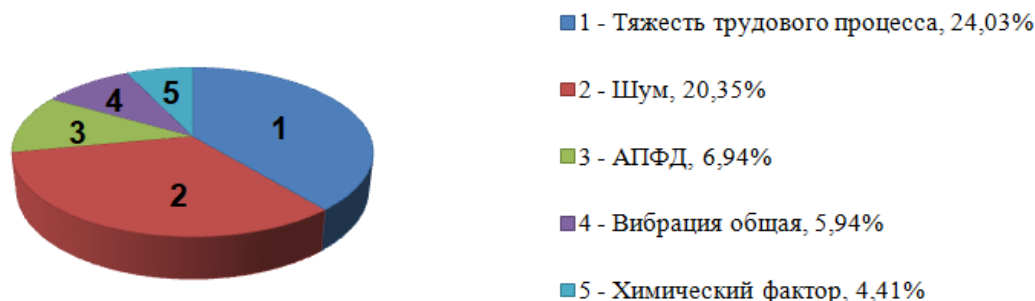 1 - Тяжесть трудового процесса, 24,03%
2 - Шум, 20,35%
3 - АПФД, 6,94%
4 - Вибрация общая, 5,94%
5 - Химический фактор, 4,41%
5
4
1
3
2